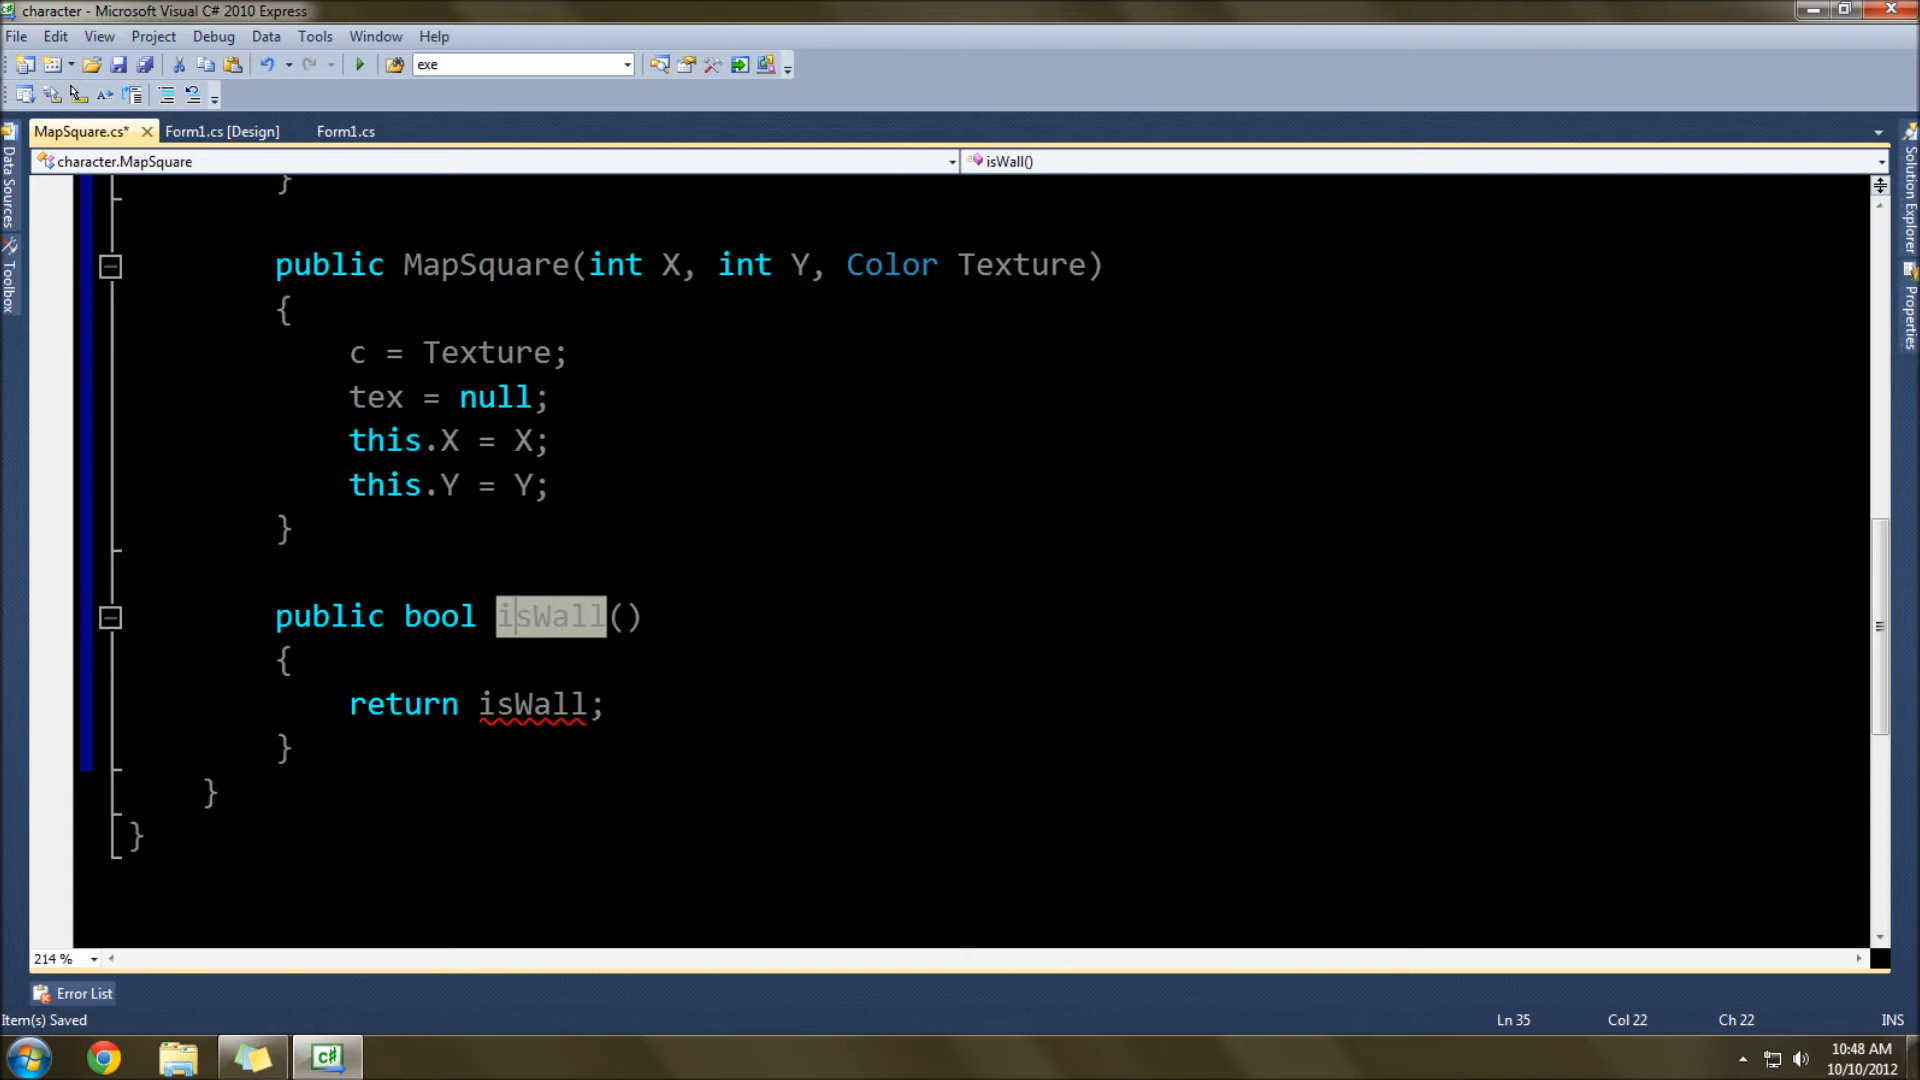 character - Microsoft Visual C# 2010 Express
File Edit View Project Debug Data Tools Window Help
exe
MapSquare.cs* Form1.cs [Design] Form1.cs
character.MapSquare isWall()
Data Sources
Toolbox
Solution Explorer
Properties
}
public MapSquare(int X, int Y, Color Texture)
{
c = Texture;
tex = null;
this.X = X;
this.Y = Y;
}
public bool isWall()
{
return isWall;
}
}
}
214 %
Error List
Item(s) Saved Ln 35 Col 22 Ch 22 INS
C#
10:48 AM
10/10/2012